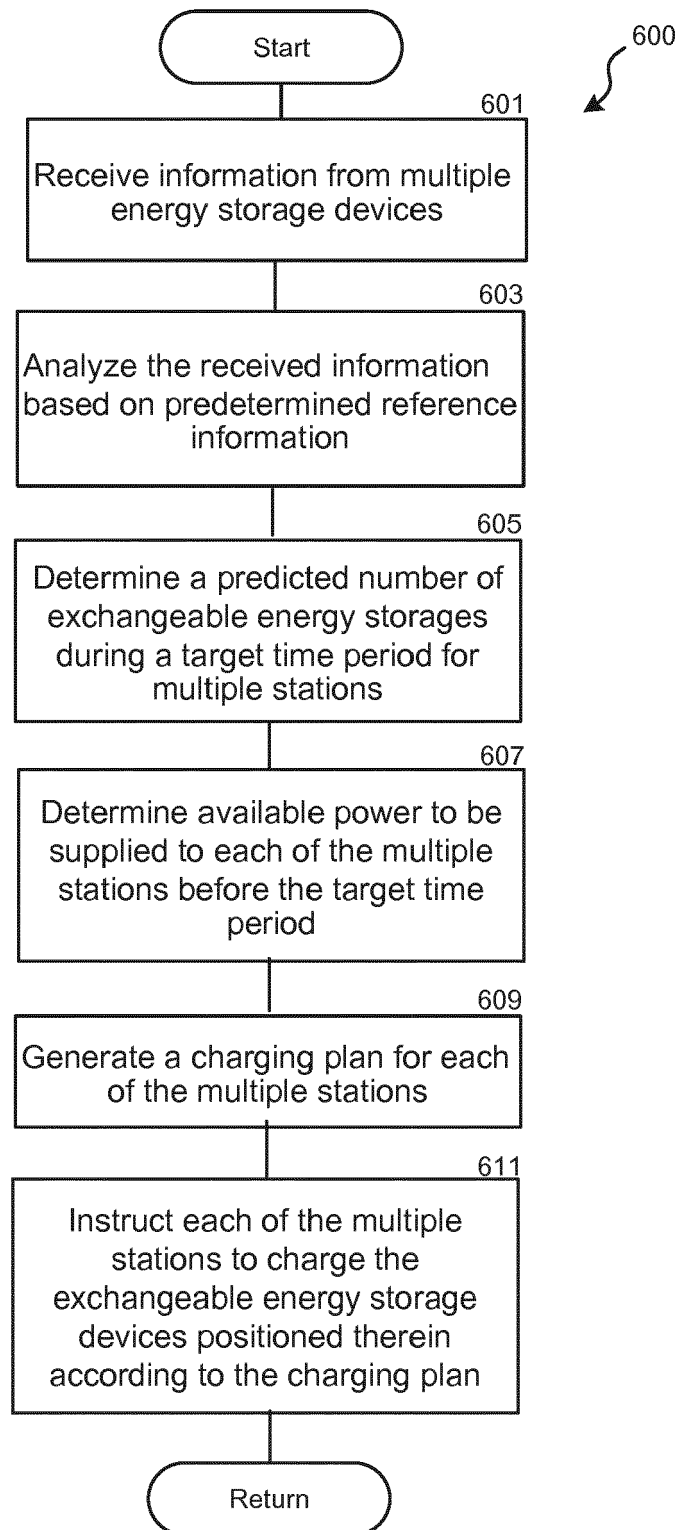 Start
600
601
Receive information from multiple
energy storage devices
603
Analyze the received information
based on predetermined reference
information
605
Determine a predicted number of
exchangeable energy storages
during a target time period for
multiple stations
607
Determine available power to be
supplied to each of the multiple
stations before the target time
period
609
Generate a charging plan for each
of the multiple stations
611
Instruct each of the multiple
stations to charge the
exchangeable energy storage
devices positioned therein
according to the charging plan
Return